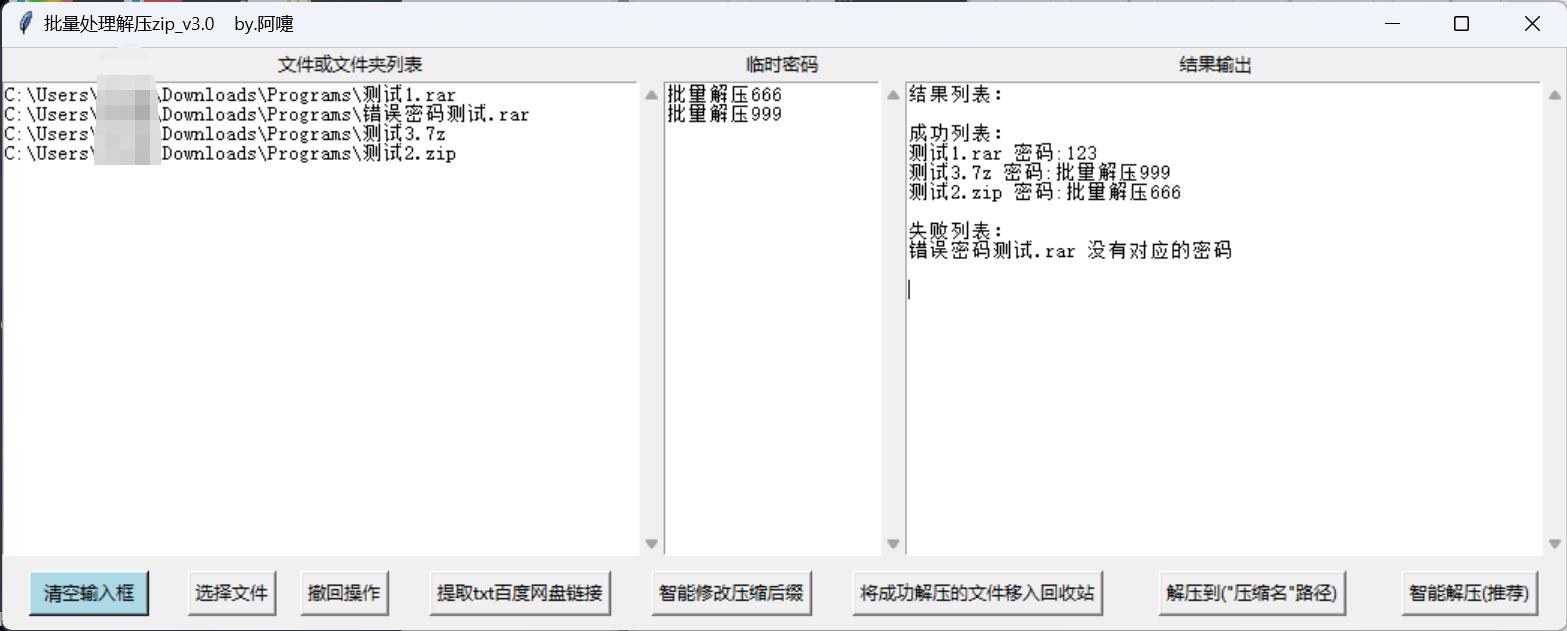 批量处理解压zip_v3.0 by.阿嚏
文件或文件夹列表
C:\Users\
\Downloads\Programs\测试1.rar
C:\Users\
\Downloads\Programs\错误密码测试.rar
C:\Users\
Downloads\Programs\测试3.7z
C:\Users\
Downloads\Programs\测试2.zip
临时密码
批量解压666
批量解压999
结果输出
结果列表:
成功列表:
测试1.rar 密码:123
测试3.7z 密码:批量解压999
测试2.zip 密码:批量解压666
失败列表:
错误密码测试.rar 没有对应的密码
清空输入框
选择文件
撤回操作
提取txt百度网盘链接
智能修改压缩后缀
将成功解压的文件移入回收站
解压到("压缩名"路径)
智能解压(推荐)